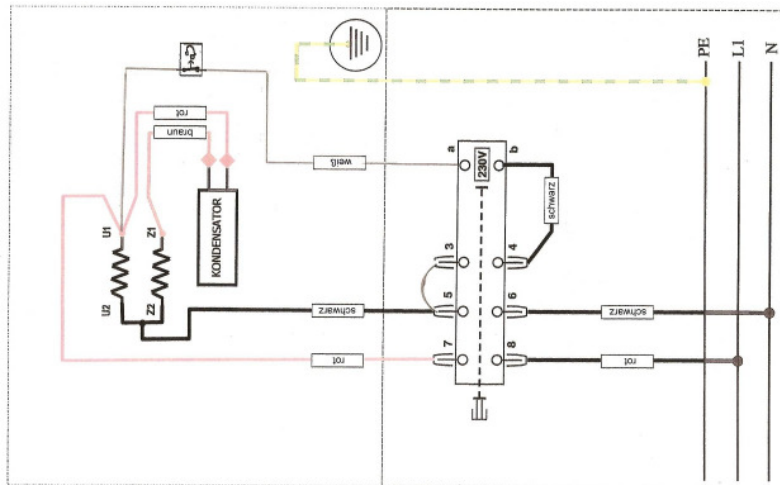 PE
L1
N
rot
braun
weiß
a
b
230V
schwarz
U1
Z1
KONDENSATOR
3
4
U2
Z2
schwarz
5
6
schwarz
rot
7
8
rot